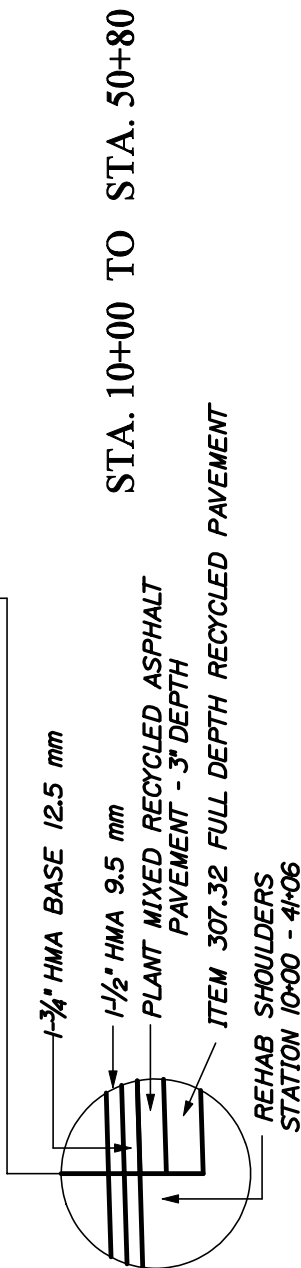 1-3/4" HMA BASE 12.5 mm
1-1/2" HMA 9.5 mm
PLANT MIXED RECYCLED ASPHALT
PAVEMENT - 3" DEPTH
ITEM 307.32 FULL DEPTH RECYCLED PAVEMENT
REHAB SHOULDERS
STATION 10+00 - 41+06
STA. 10+00 TO STA. 50+80